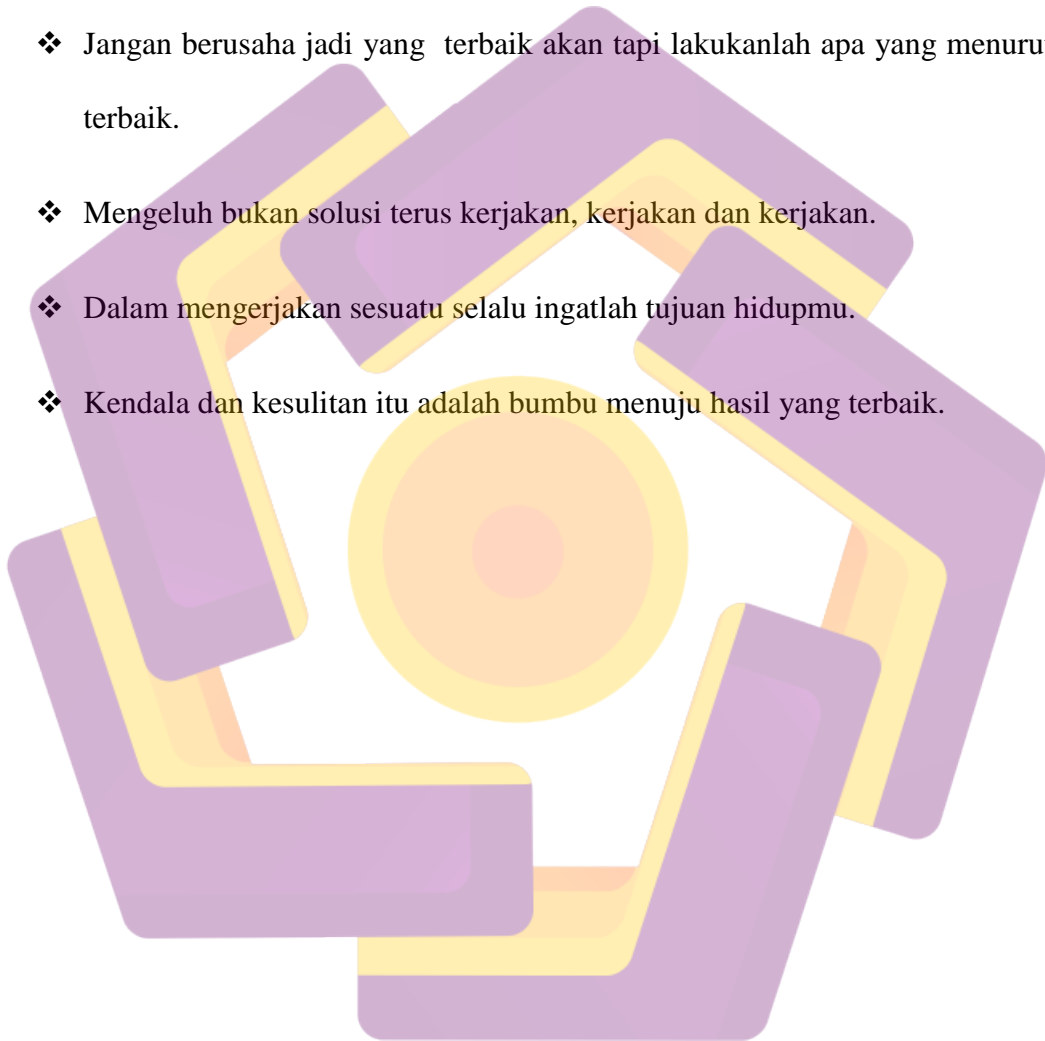 ❖ Jangan berusaha jadi yang terbaik akan tapi lakukanlah apa yang
terbaik.
❖ Mengeluh bukan solusi terus kerjakan, kerjakan dan kerjakan.
❖ Dalam mengerjakan sesuatu selalu ingatlah tujuan hidupmu.
❖ Kendala dan kesulitan itu adalah bumbu menuju hasil yang terbaik.